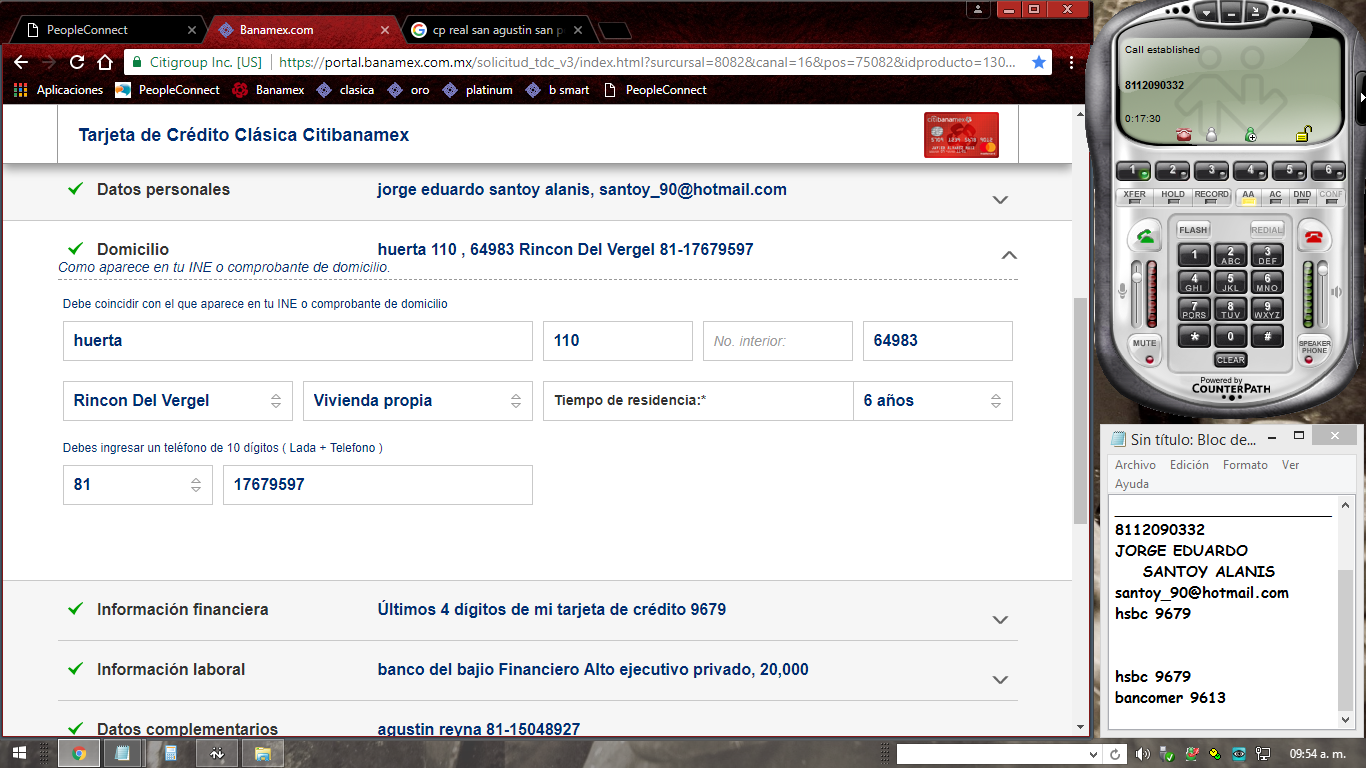 PeopleConnect
Banamex.com
cp real san agustin san p
Citigroup Inc. [US]
https://portal.banamex.com.mx/solicitud_tdc_v3/index.html?sursursal=8082&canal=16&pos=75082&idproducto=130...
Aplicaciones PeopleConnect Banamex clasica oro platinum b smart PeopleConnect
Tarjeta de Crédito Clásica Citibanamex
citibanamex
Datos personales jorge eduardo santoy alanis, santoy_90@hotmail.com
Domicilio huerta 110 , 64983 Rincon Del Vergel 81-17679597
Como aparece en tu INE o comprobante de domicilio.
Debe coincidir con el que aparece en tu INE o comprobante de domicilio
huerta 110 No. interior: 64983
Rincon Del Vergel Vivienda propia Tiempo de residencia:* 6 años
Debes ingresar un teléfono de 10 dígitos ( Lada + Telefono )
81 17679597
Información financiera Últimos 4 dígitos de mi tarjeta de crédito 9679
Información laboral banco del bajio Financiero Alto ejecutivo privado, 20,000
Datos complementarios agustin reyna 81-15048927
Call established
8112090332
0:17:30
1 2 3 4 5 6
XFER HOLD RECORD AA AC DND CONF
FLASH REDIAL
1 2 ABC 3 DEF
4 GHI 5 JKL 6 MNO
7 PQRS 8 TUV 9 WXYZ
* 0 #
MUTE CLEAR SPEAKER PHONE
Powered by
COUNTERPATH
Sin título: Bloc de...
Archivo Edición Formato Ver
Ayuda
8112090332
JORGE EDUARDO
SANTOY ALANIS
santoy_90@hotmail.com
hsbc 9679
hsbc 9679
bancomer 9613
09:54 a. m.